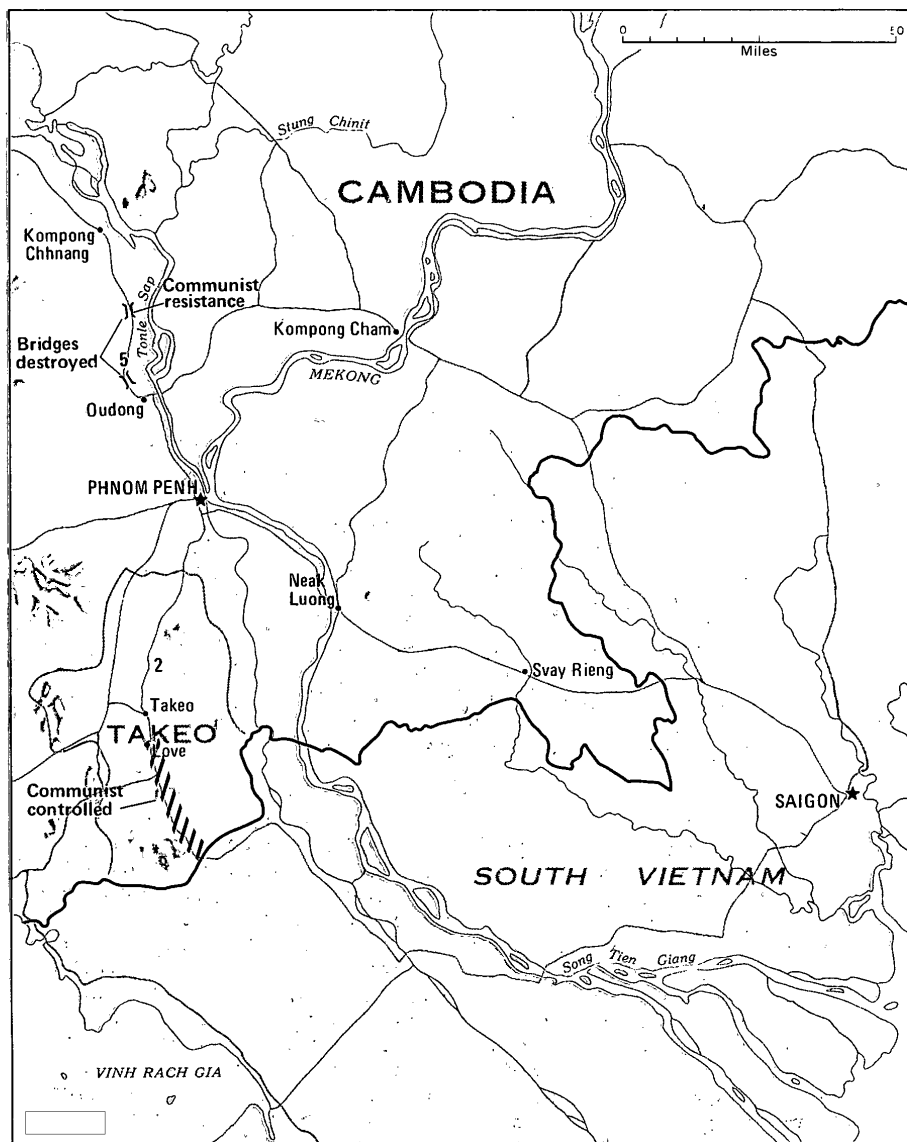 0 50
Miles
Stung Chinit
CAMBODIA
Kompong
Chhnang
Communist
resistance
Tonle Sap
Kompong Cham
Bridges
destroyed
5
MEKONG
Oudong
PHNOM PENH
Neak
Luong
2
Svay Rieng
Takeo
TAKEO
Love
Communist
controlled
SAIGON
SOUTH VIETNAM
Song Tien Giang
VINH RACH GIA